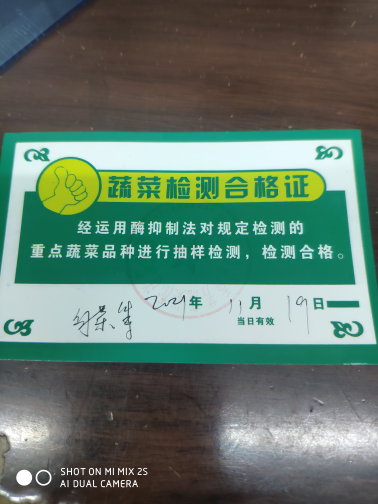 蔬菜检测合格证
经运用酶抑制法对规定检测的
重点蔬菜品种进行抽样检测，检测合格。
2021年 11月 19日
当日有效
SHOT ON MI MIX 2S
AI DUAL CAMERA